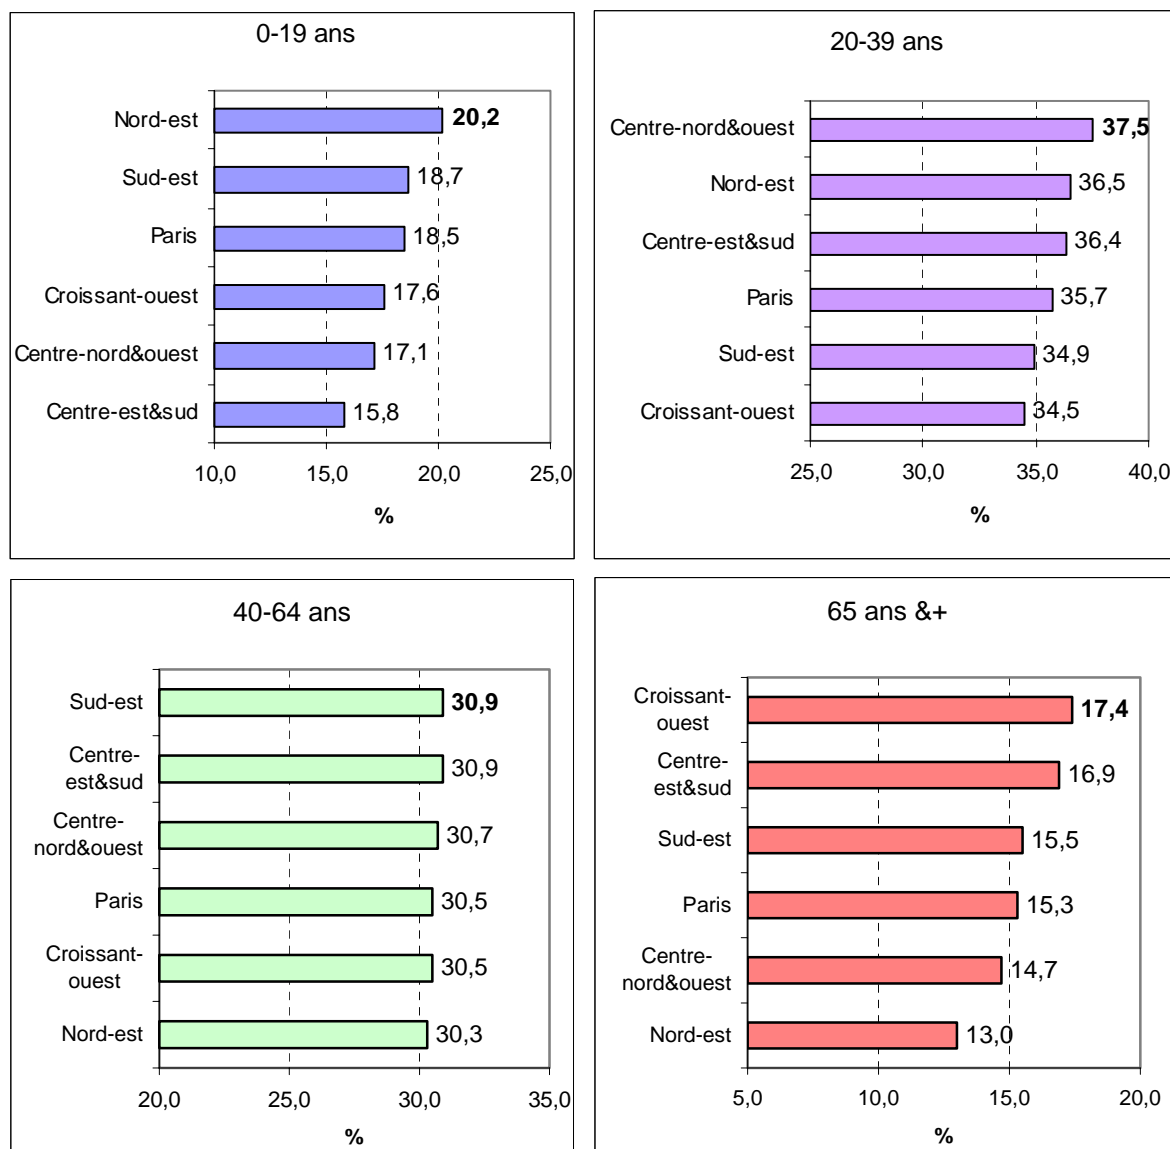 0-19 ans
Nord-est 20,2
Sud-est 18,7
Paris 18,5
Croissant-ouest 17,6
Centre-nord&ouest 17,1
Centre-est&sud 15,8
10,0 15,0 20,0 25,0
%
20-39 ans
Centre-nord&ouest 37,5
Nord-est 36,5
Centre-est&sud 36,4
Paris 35,7
Sud-est 34,9
Croissant-ouest 34,5
25,0 30,0 35,0 40,0
%
40-64 ans
Sud-est 30,9
Centre-
est&sud 30,9
Centre-
nord&ouest 30,7
Paris 30,5
Croissant-
ouest 30,5
Nord-est 30,3
20,0 25,0 30,0 35,0
%
65 ans &+
Croissant-
ouest 17,4
Centre-
est&sud 16,9
Sud-est 15,5
Paris 15,3
Centre-
nord&ouest 14,7
Nord-est 13,0
5,0 10,0 15,0 20,0
%